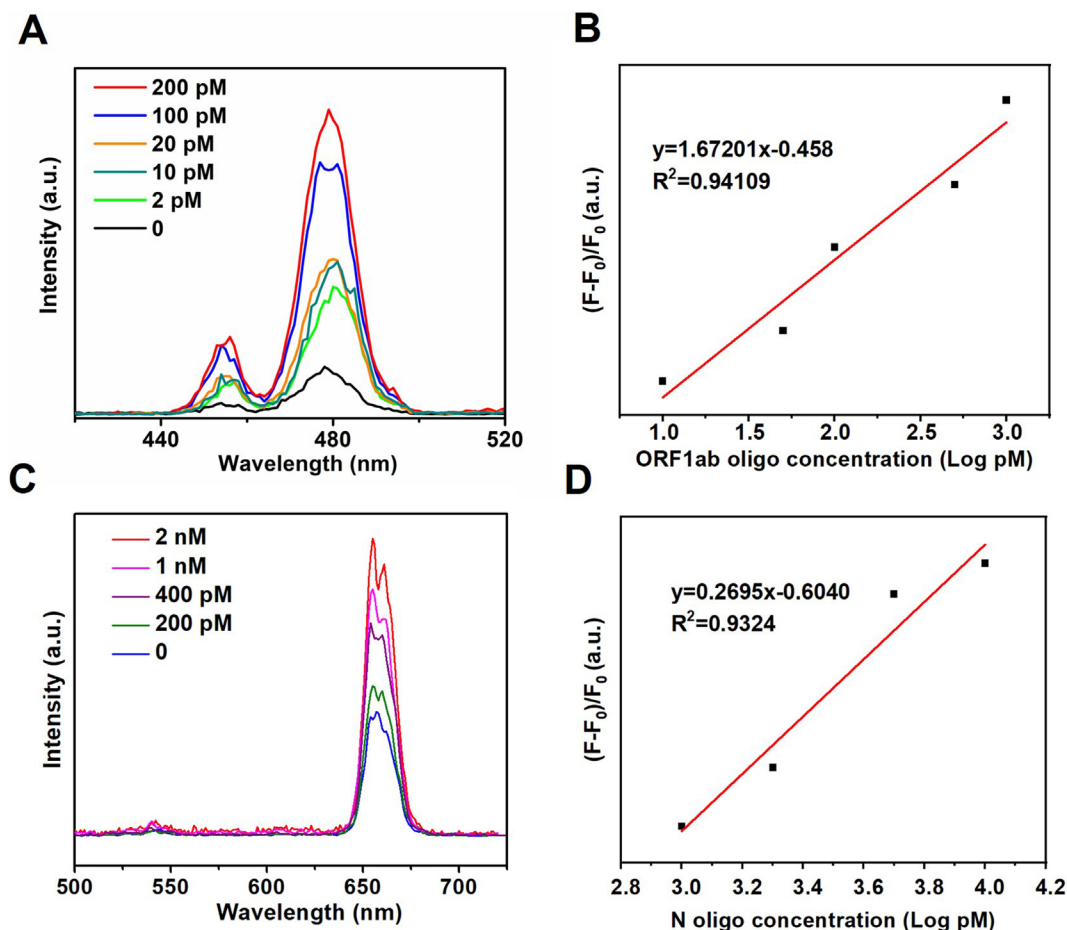 A
200 pM
100 pM
20 pM
10 pM
2 pM
0
Intensity (a.u.)
440
480
520
Wavelength (nm)
B
y=1.67201x-0.458
R²=0.94109
(F-F₀)/F₀ (a.u.)
1.0
1.5
2.0
2.5
3.0
ORF1ab oligo concentration (Log pM)
C
2 nM
1 nM
400 pM
200 pM
0
Intensity (a.u.)
500
550
600
650
700
Wavelength (nm)
D
y=0.2695x-0.6040
R²=0.9324
(F-F₀)/F₀ (a.u.)
2.8
3.0
3.2
3.4
3.6
3.8
4.0
4.2
N oligo concentration (Log pM)